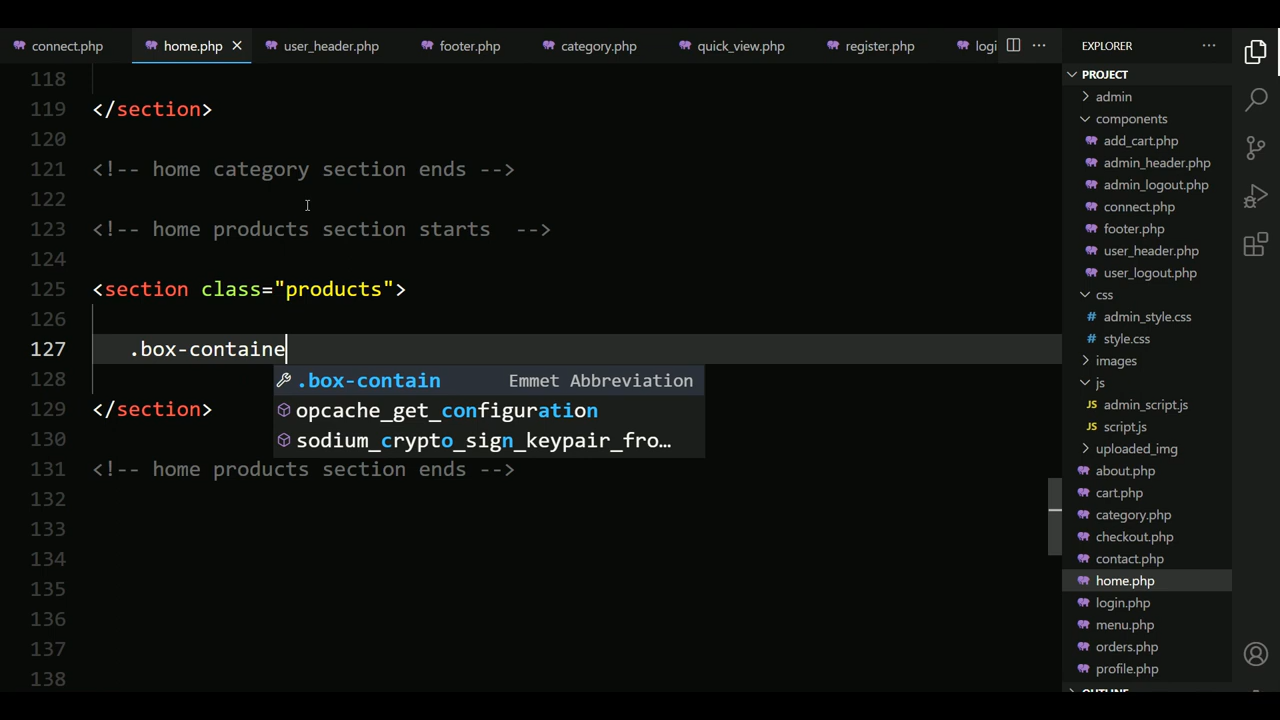 connect.php
home.php
user_header.php
footer.php
category.php
quick_view.php
register.php
logi
118
119 </section>
120
121 <!-- home category section ends -->
122
123 <!-- home products section starts  -->
124
125 <section class="products">
126
127 .box-containe
128
129 </section>
130
131 <!-- home products section ends -->
132
133
134
135
136
137
138
.box-contain Emmet Abbreviation
opcache_get_configuration
sodium_crypto_sign_keypair_fro...
EXPLORER
PROJECT
admin
components
add_cart.php
admin_header.php
admin_logout.php
connect.php
footer.php
user_header.php
user_logout.php
css
# admin_style.css
# style.css
images
js
JS admin_script.js
JS script.js
uploaded_img
about.php
cart.php
category.php
checkout.php
contact.php
home.php
login.php
menu.php
orders.php
profile.php
OUTLINE